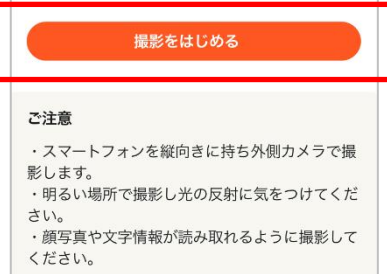 撮影をはじめる
ご注意
・スマートフォンを縦向きに持ち外側カメラで撮
影します。
・明るい場所で撮影し光の反射に気をつけてくだ
さい。
・顔写真や文字情報が読み取れるように撮影して
ください。